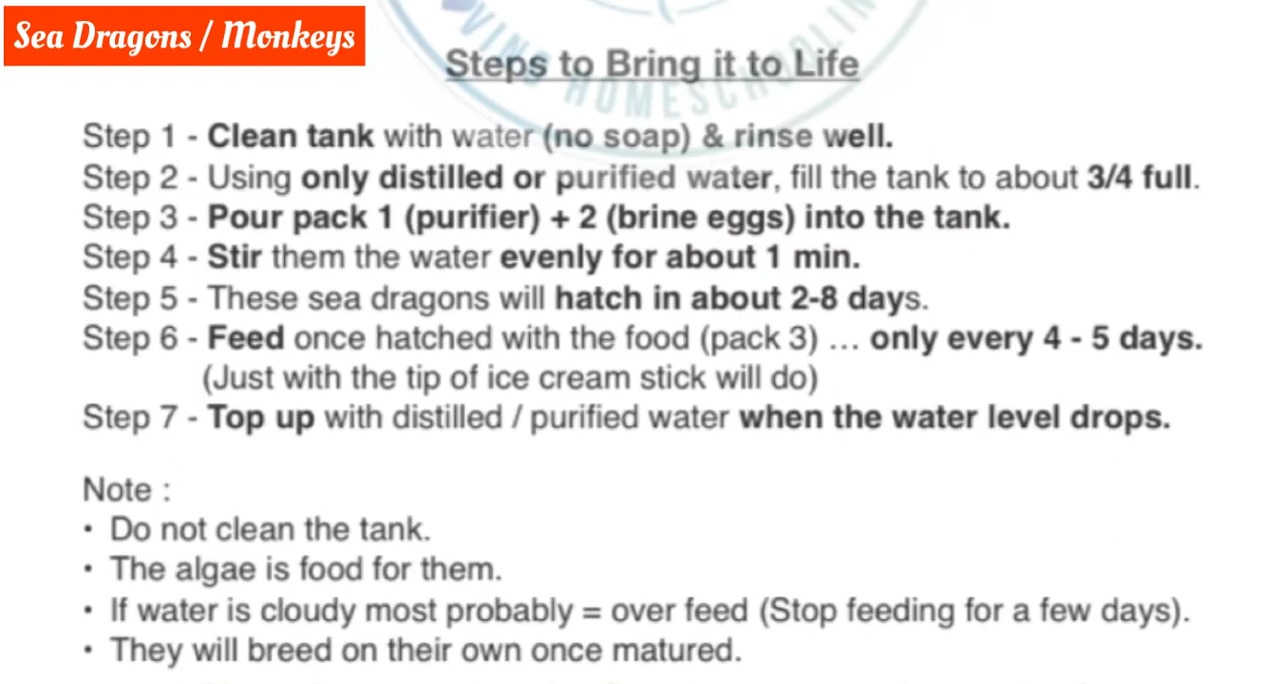 Sea Dragons / Monkeys
VING HOMESCHOOLIN
Steps to Bring it to Life
Step 1 - Clean tank with water (no soap) & rinse well.
Step 2 - Using only distilled or purified water, fill the tank to about 3/4 full.
Step 3 - Pour pack 1 (purifier) + 2 (brine eggs) into the tank.
Step 4 - Stir them the water evenly for about 1 min.
Step 5 - These sea dragons will hatch in about 2-8 days.
Step 6 - Feed once hatched with the food (pack 3) ... only every 4 - 5 days.
(Just with the tip of ice cream stick will do)
Step 7 - Top up with distilled / purified water when the water level drops.
Note :
• Do not clean the tank.
• The algae is food for them.
• If water is cloudy most probably = over feed (Stop feeding for a few days).
• They will breed on their own once matured.